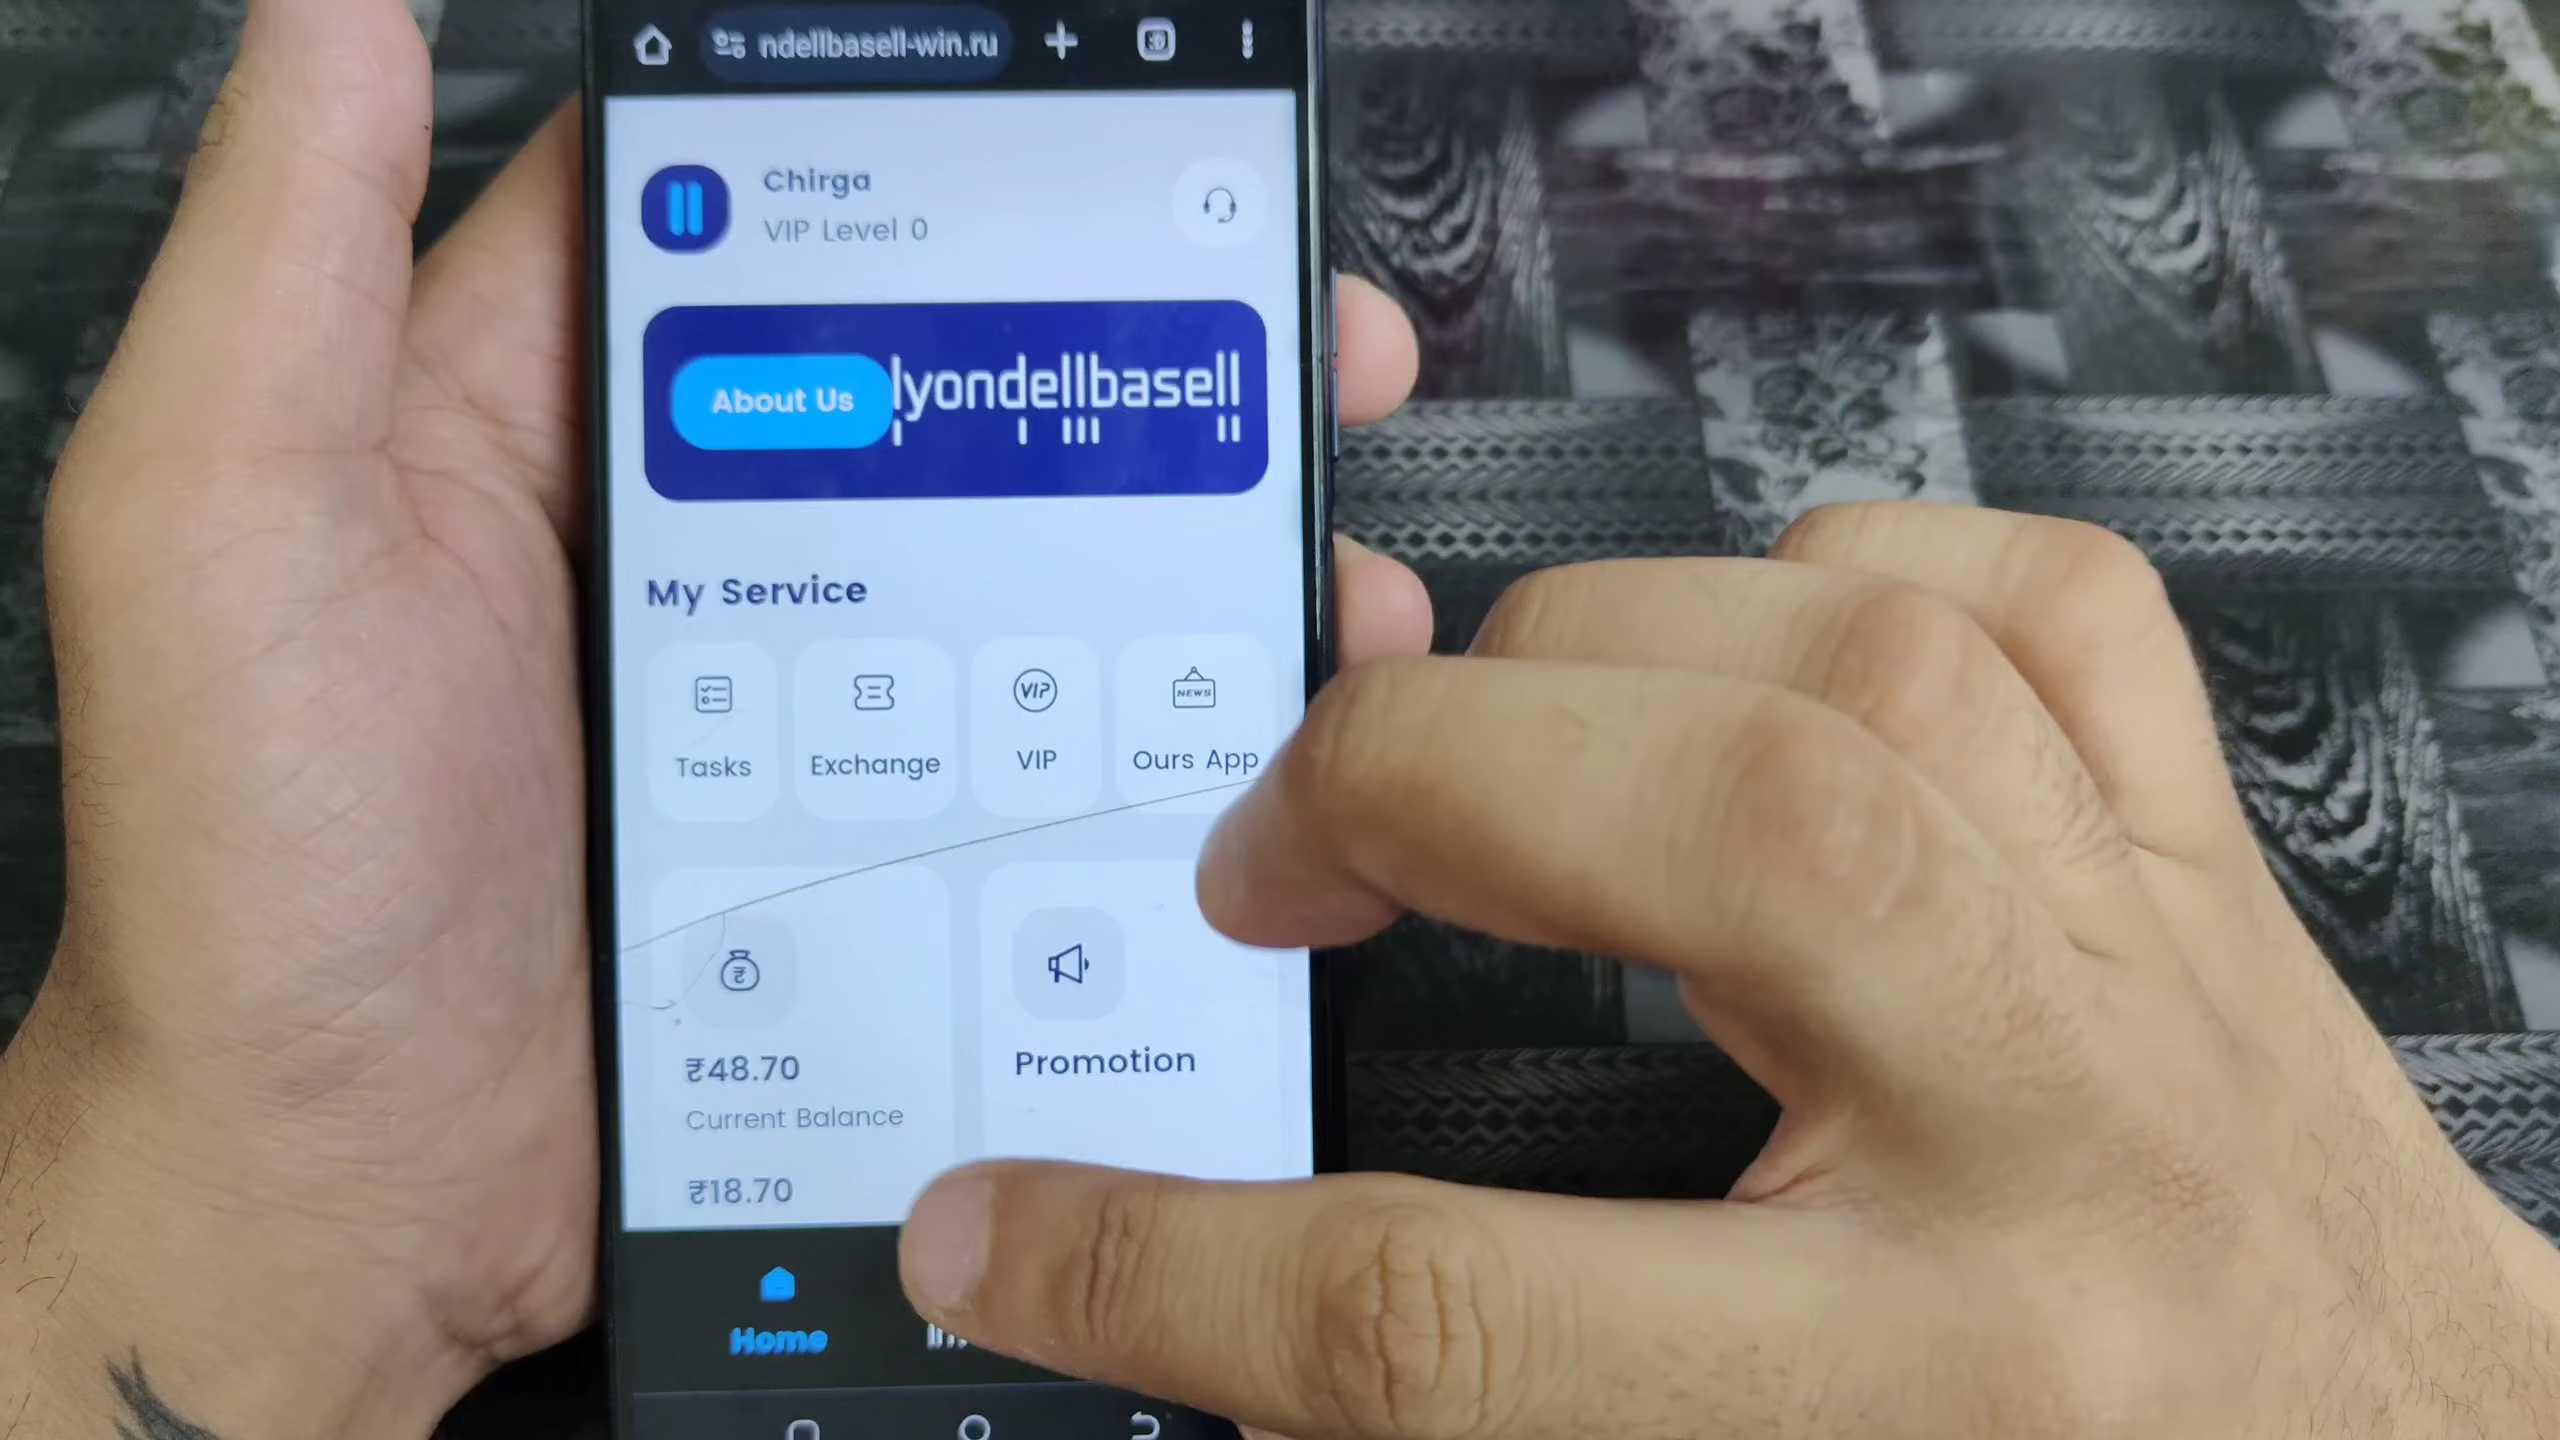 ndellbasell-win.ru
Chirga
VIP Level 0
About Us
lyondellbasell
My Service
VIP
NEWS
Tasks
Exchange
VIP
Ours App
₹
₹48.70
Current Balance
Promotion
₹18.70
Home